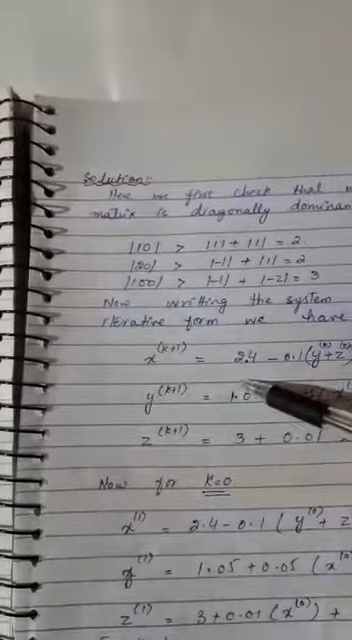 Solution:-
Here we first check that
matrix is diagonally dominan
|10| > |1| + |1| = 2.
|20| > |-1| + |1| = 2
|100| > |-1| + |-2| = 3
Now writting the system
iterative form we have
x^(k+1) = 2.4 - 0.1(y^(k)+z^(k))
y^(k+1) = 1.0
z^(k+1) = 3 + 0.01
Now for k=0
x^(1) = 2.4-0.1 ( y^(0) + z
y^(1) = 1.05 + 0.05 ( x^(0)
z^(1) = 3+0.01 (x^(0)) +